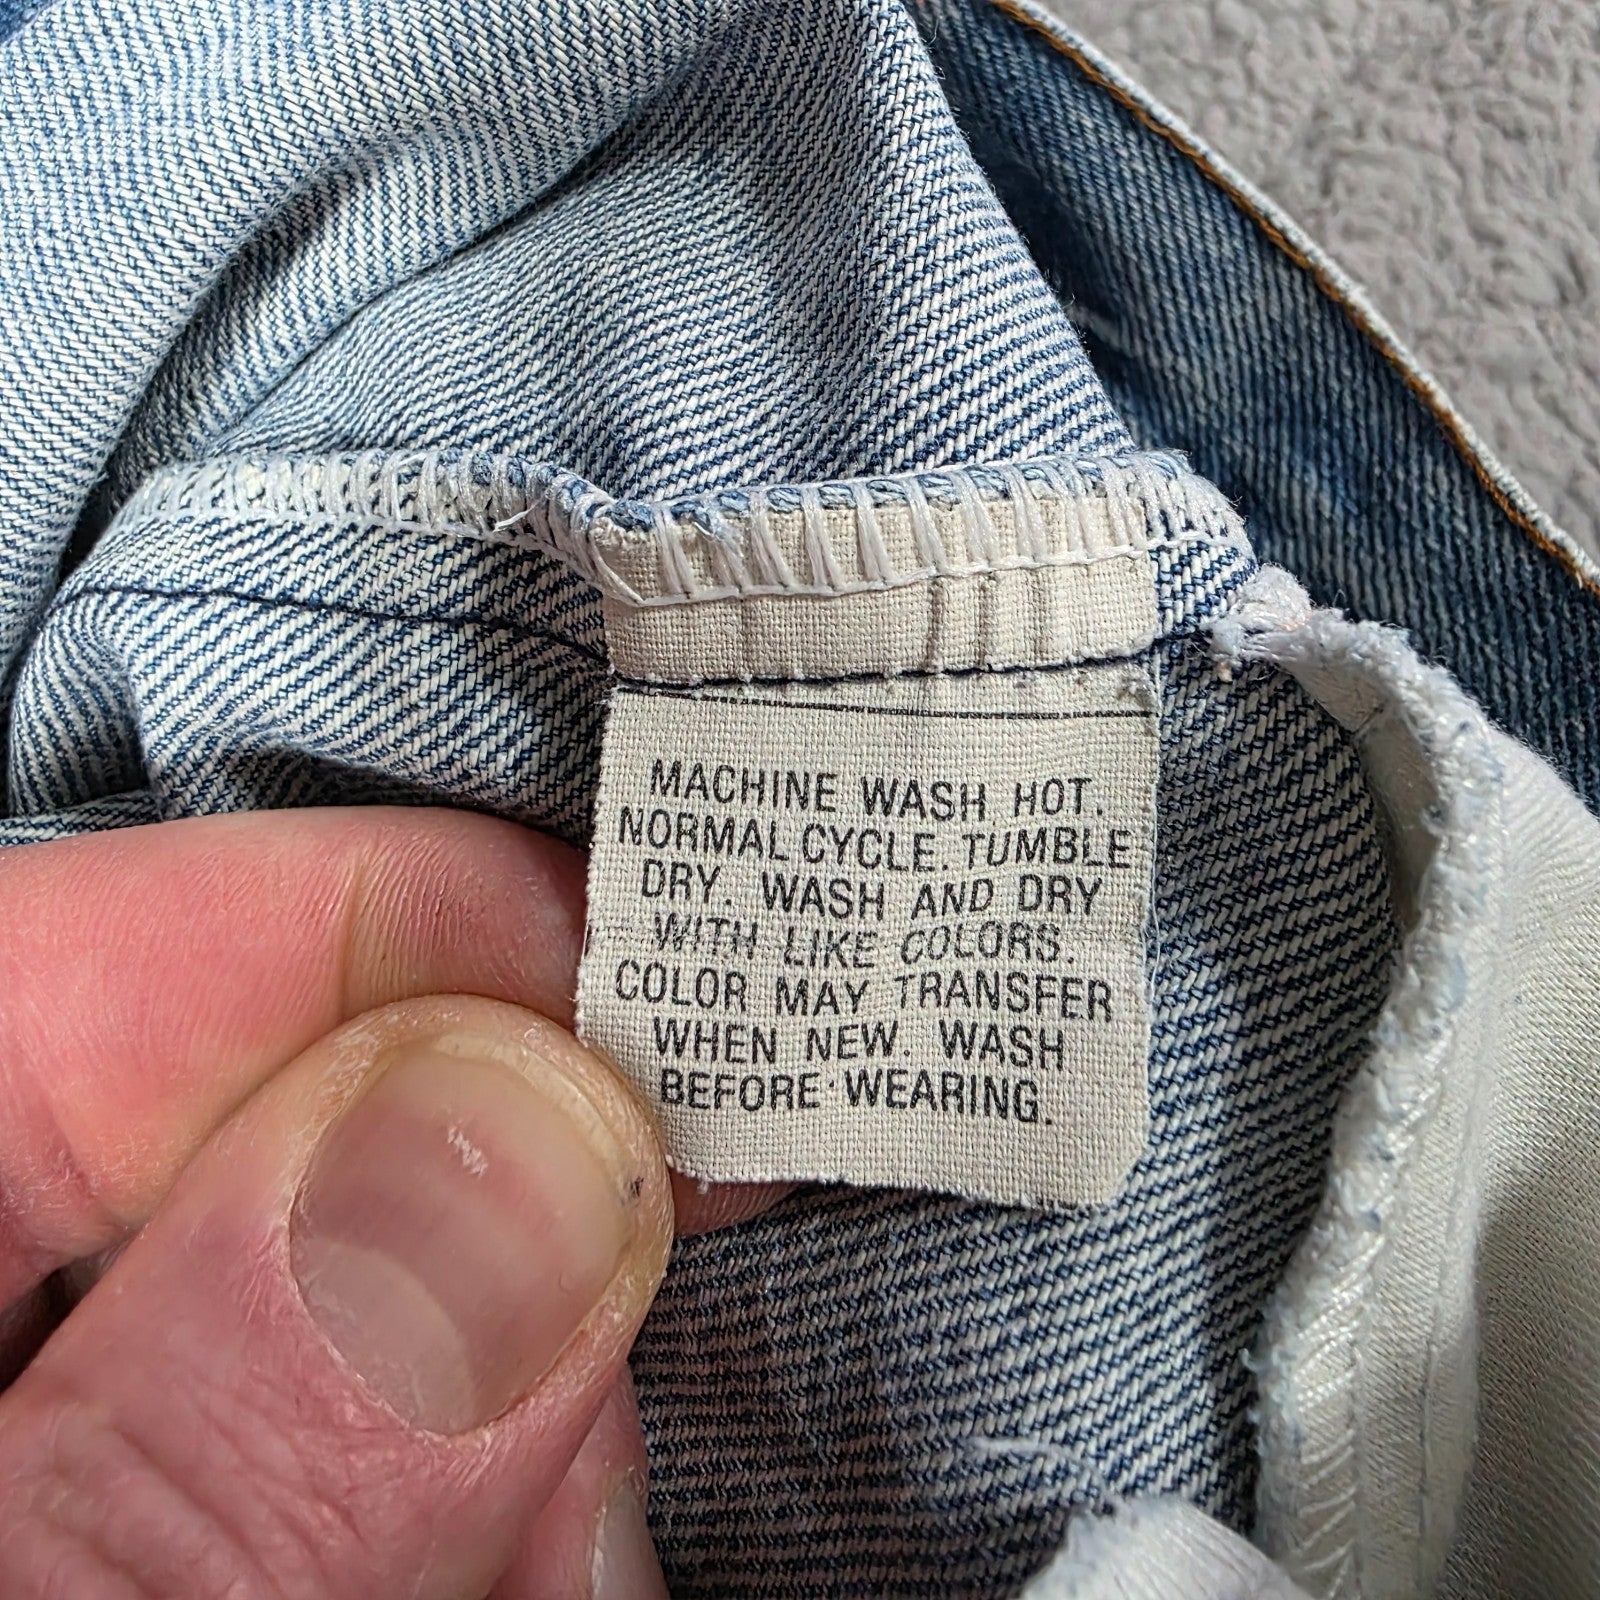 MACHINE WASH HOT.
NORMAL CYCLE. TUMBLE
DRY. WASH AND DRY
WITH LIKE COLORS.
COLOR MAY TRANSFER
WHEN NEW. WASH
BEFORE WEARING.